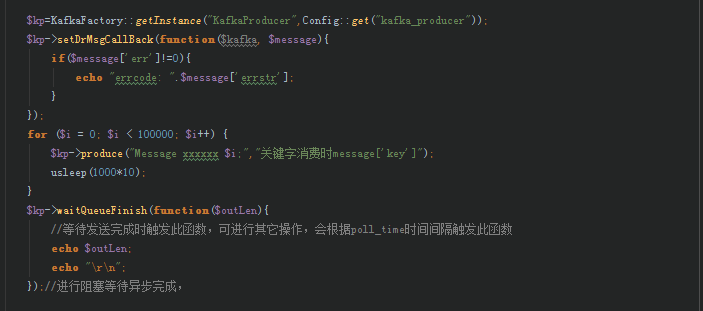 $kp=KafkaFactory::getInstance("KafkaProducer",Config::get("kafka_producer"));
$kp->setDrMsgCallBack(function($kafka, $message){
if($message['err']!=0){
echo "errcode: ".$message['errstr'];
}
});
for ($i = 0; $i < 100000; $i++) {
$kp->produce("Message xxxxxx $i;","关键字消费时message['key']");
usleep(1000*10);
}
$kp->waitQueueFinish(function($outLen){
//等待发送完成时触发此函数，可进行其它操作，会根据poll_time时间间隔触发此函数
echo $outLen;
echo "\r\n";
});//进行阻塞等待异步完成，